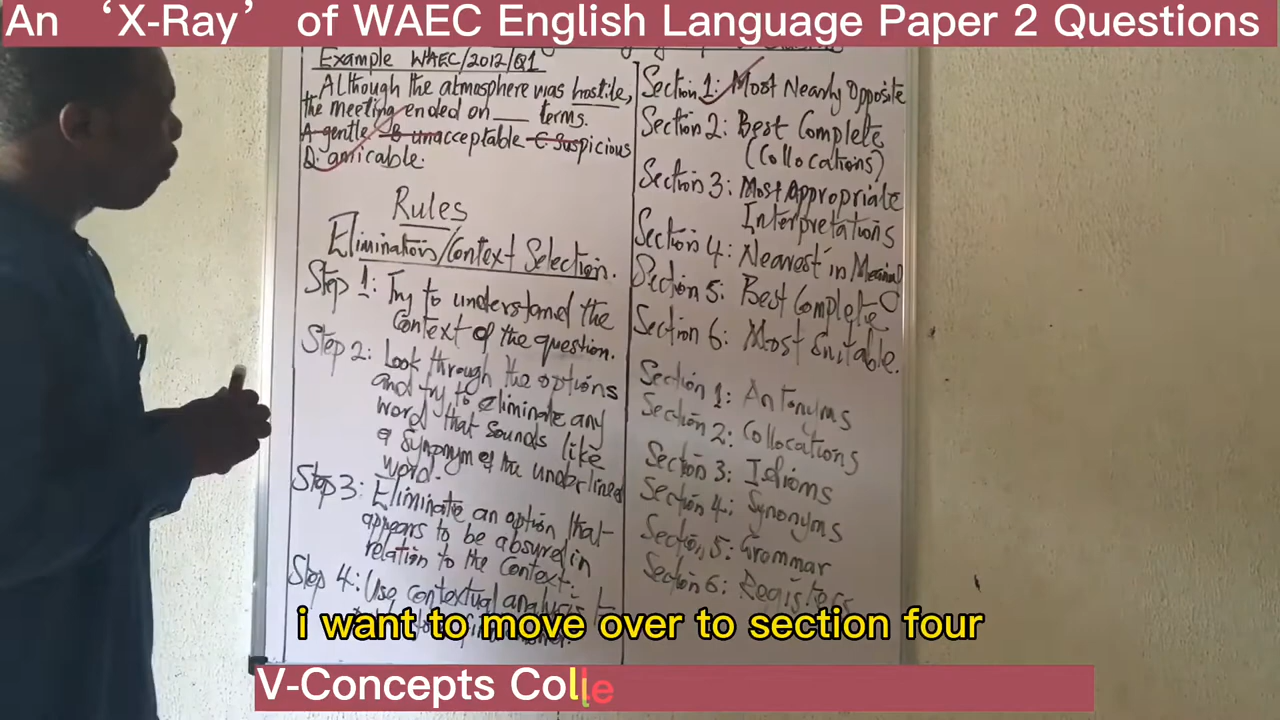 An ‘X-Ray’ of WAEC English Language Paper 2 Questions
Example WAEC/2012/Q1
Although the atmosphere was hostile,
the meeting ended on ___ terms.
A gentle B unacceptable C Suspicious
D. amicable.
Rules
Elimination/Context Selection.
Step 1: Try to understand the
Context of the question.
Step 2: Look through the options
and try to eliminate any
word that sounds like
a synonym of the underlined
word.
Step 3: Eliminate an option that
appears to be absurd in
relation to the Context.
Step 4: Use contextual analysis
Section 1: Most Nearly Opposite
Section 2: Best Complete
(Collocations)
Section 3: Most Appropriate
Interpretations
Section 4: Nearest in Meaning
Section 5: Best Complete
Section 6: Most Suitable.
Section 1: Antonyms
Section 2: Collocations
Section 3: Idioms
Section 4: Synonyms
Section 5: Grammar
Section 6: Registers
i want to move over to section four
V-Concepts Colle